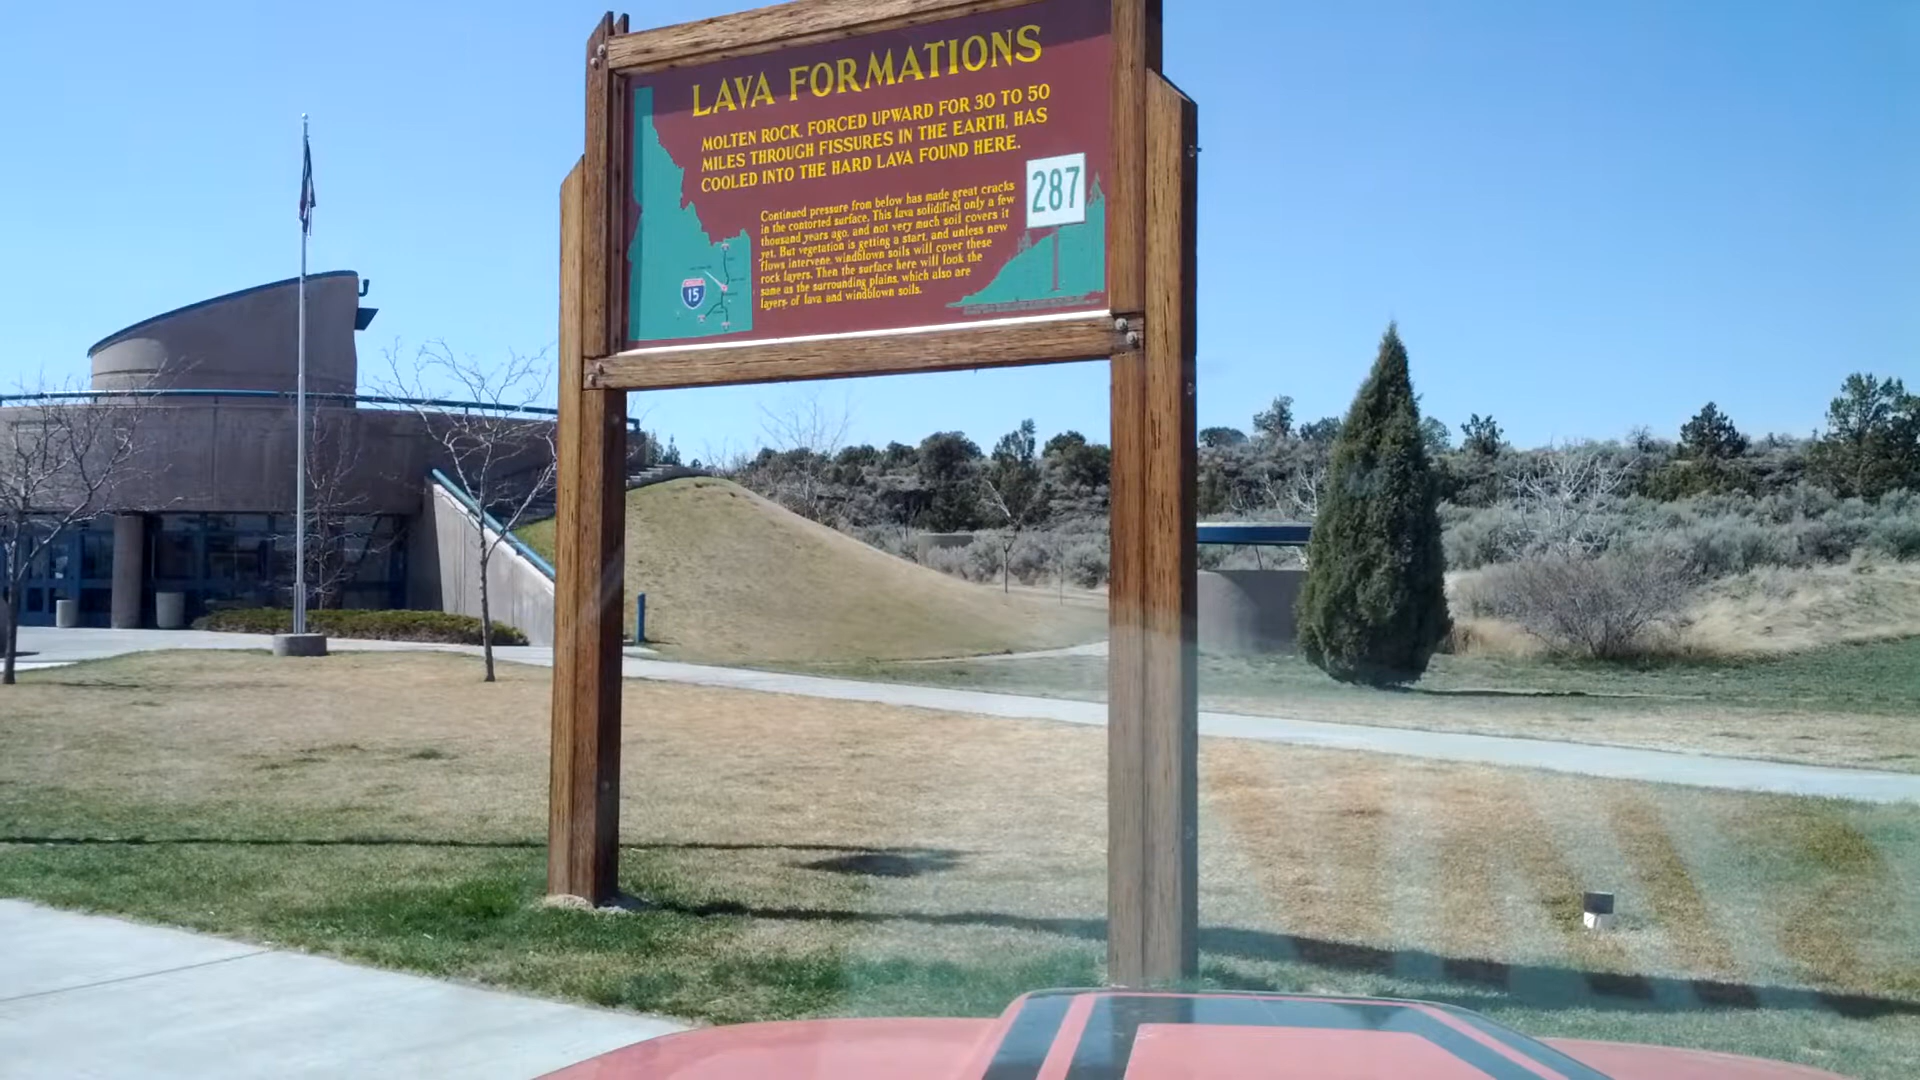 LAVA FORMATIONS
MOLTEN ROCK, FORCED UPWARD FOR 30 TO 50
MILES THROUGH FISSURES IN THE EARTH, HAS
COOLED INTO THE HARD LAVA FOUND HERE.
287
Continued pressure from below has made great cracks
in the contorted surface. This lava solidified only a few
thousand years ago, and not very much soil covers it
yet. But vegetation is getting a start, and unless new
flows intervene, windblown soils will cover these
rock layers. Then the surface here will look the
same as the surrounding plains, which also are
layers of lava and windblown soils.
15